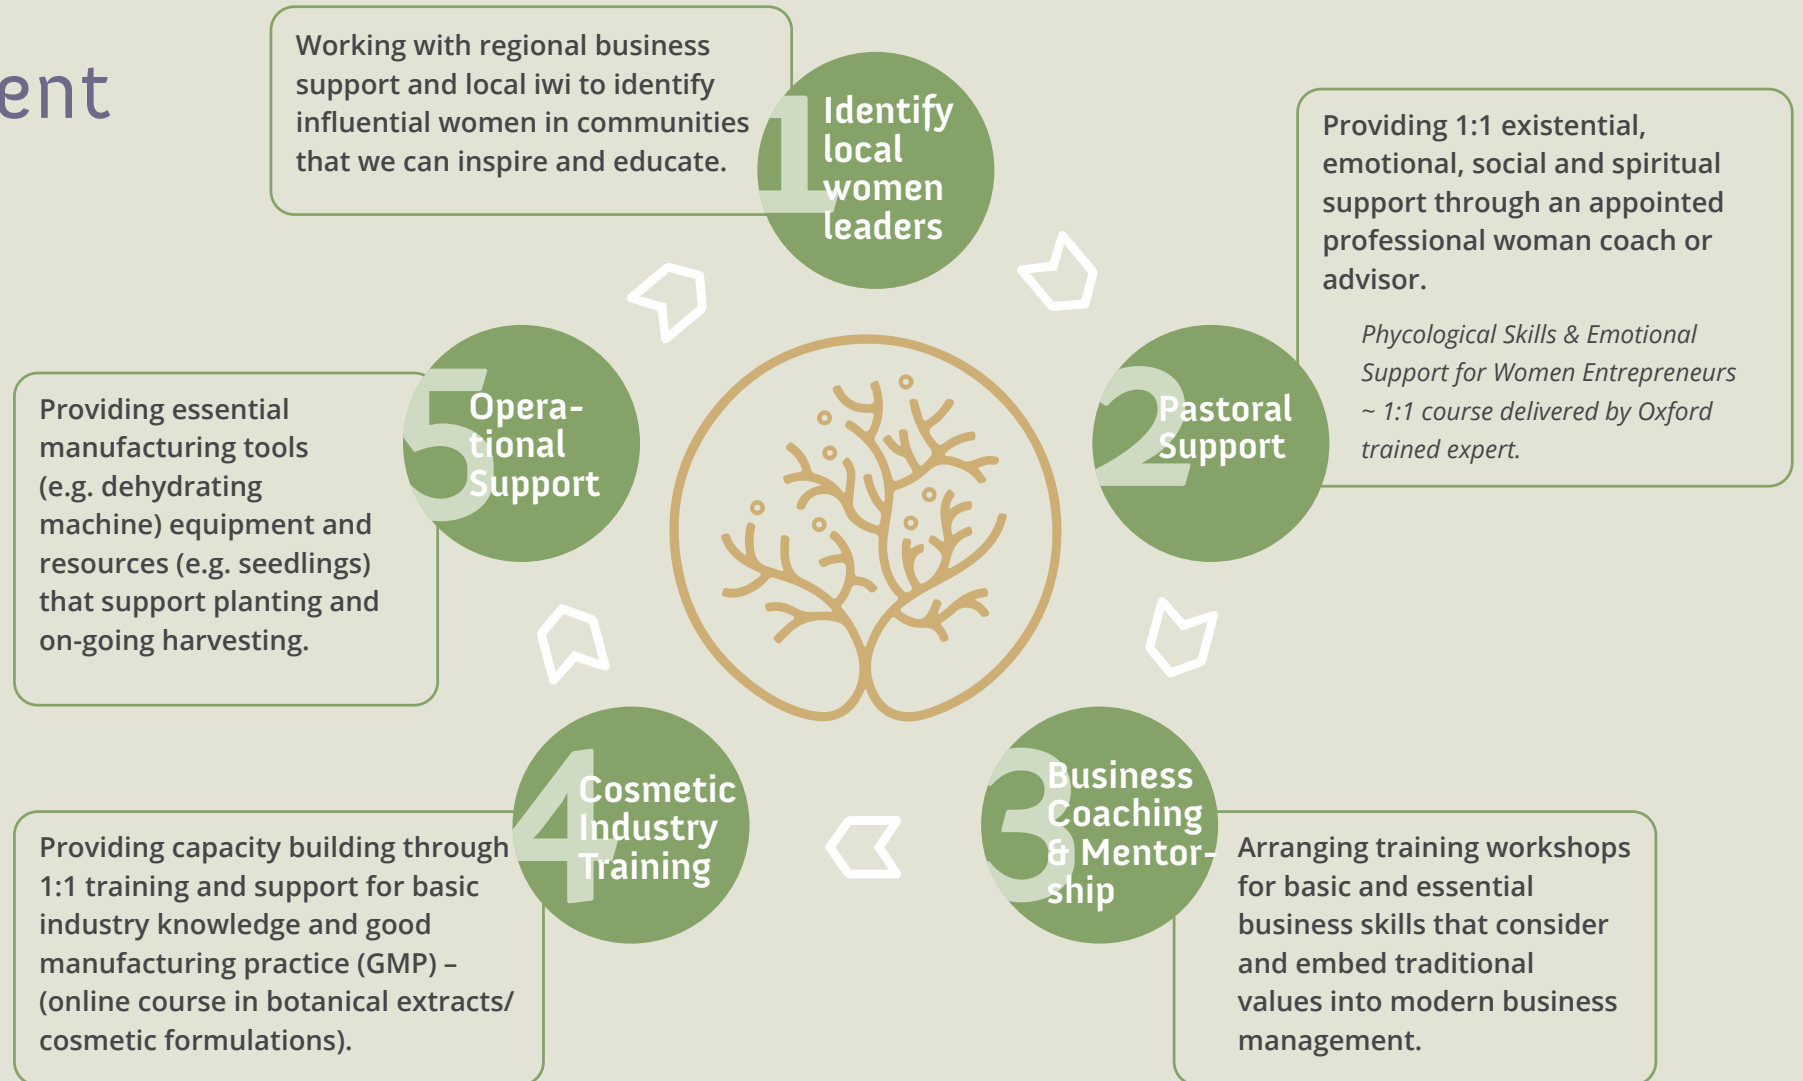 ent
Working with regional business
support and local iwi to identify
influential women in communities
that we can inspire and educate.
1
Identify
local
women
leaders
Providing 1:1 existential,
emotional, social and spiritual
support through an appointed
professional woman coach or
advisor.
Phycological Skills & Emotional
Support for Women Entrepreneurs
~ 1:1 course delivered by Oxford
trained expert.
2
Pastoral
Support
3
Business
Coaching
& Mentor-
ship
Arranging training workshops
for basic and essential
business skills that consider
and embed traditional
values into modern business
management.
4
Cosmetic
Industry
Training
Providing capacity building through
1:1 training and support for basic
industry knowledge and good
manufacturing practice (GMP) –
(online course in botanical extracts/
cosmetic formulations).
5
Opera-
tional
Support
Providing essential
manufacturing tools
(e.g. dehydrating
machine) equipment and
resources (e.g. seedlings)
that support planting and
on-going harvesting.